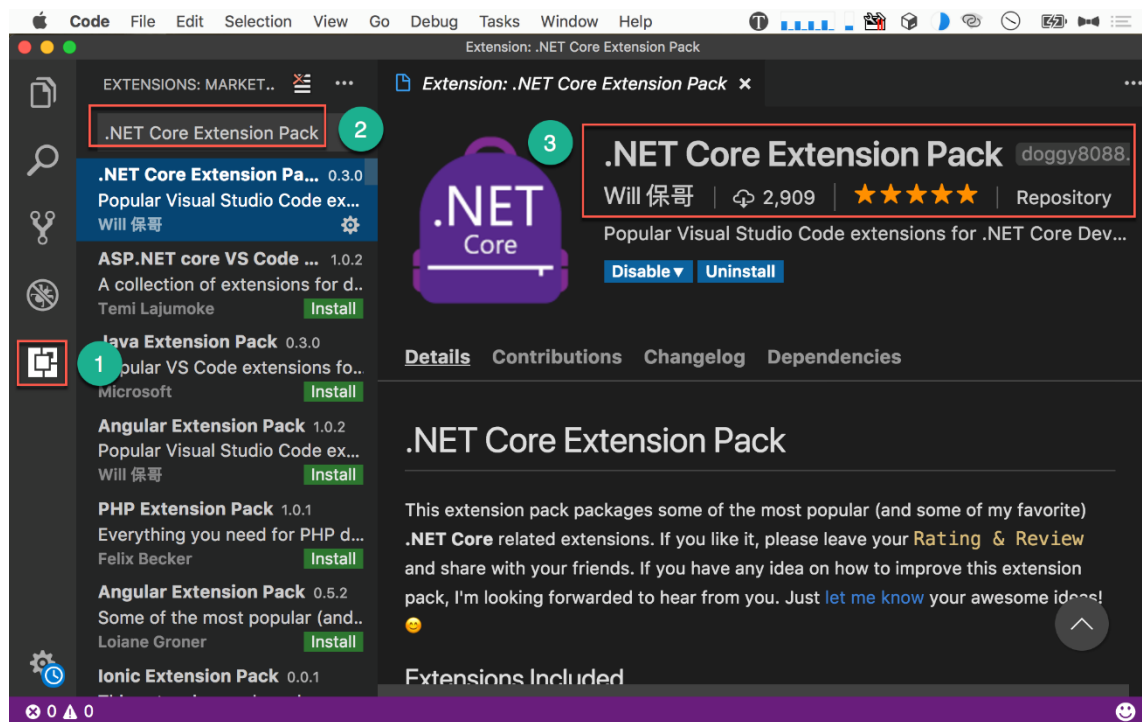 Code File Edit Selection View Go Debug Tasks Window Help
Extension: .NET Core Extension Pack
EXTENSIONS: MARKET..
.NET Core Extension Pack
2
.NET Core Extension Pa... 0.3.0
Popular Visual Studio Code ex...
Will 保哥
ASP.NET core VS Code ... 1.0.2
A collection of extensions for d..
Temi Lajumoke Install
1
Java Extension Pack 0.3.0
Popular VS Code extensions fo..
Microsoft Install
Angular Extension Pack 1.0.2
Popular Visual Studio Code ex...
Will 保哥 Install
PHP Extension Pack 1.0.1
Everything you need for PHP d...
Felix Becker Install
Angular Extension Pack 0.5.2
Some of the most popular (and..
Loiane Groner Install
Ionic Extension Pack 0.0.1
Extension: .NET Core Extension Pack
3
.NET
Core
.NET Core Extension Pack doggy8088.
Will 保哥 2,909 Repository
Popular Visual Studio Code extensions for .NET Core Dev...
Disable Uninstall
Details Contributions Changelog Dependencies
.NET Core Extension Pack
This extension pack packages some of the most popular (and some of my favorite)
.NET Core related extensions. If you like it, please leave your Rating & Review
and share with your friends. If you have any idea on how to improve this extension
pack, I'm looking forwarded to hear from you. Just let me know your awesome ideas!
😊
Extensions Included
0 0